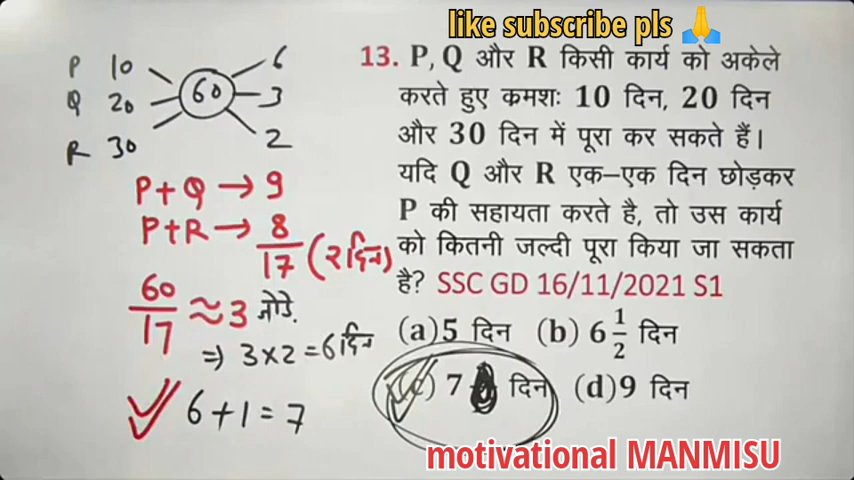 like subscribe pls 🙏
P 10
Q 20
R 30
60
6
3
2
P+Q → 9
P+R → 8
17 (2दिन)
60/17 ≈ 3 जोडे.
⇒ 3×2=6दिन
6+1=7
13. P, Q और R किसी कार्य को अकेले
करते हुए क्रमशः 10 दिन, 20 दिन
और 30 दिन में पूरा कर सकते हैं।
यदि Q और R एक–एक दिन छोड़कर
P की सहायता करते है, तो उस कार्य
को कितनी जल्दी पूरा किया जा सकता
है? SSC GD 16/11/2021 S1
(a)5 दिन (b) 6 1/2 दिन
(c) 7 दिन (d)9 दिन
motivational MANMISU